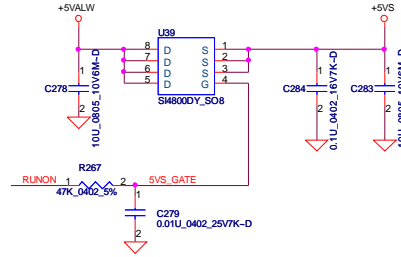 +5VALW
+5VS
U39
8 D S 1
7 D S 2
6 D S 3
5 D G 4
SI4800DY_SO8
1
C278
2
10U_0805_10V6M~D
1
C284
2
0.1U_0402_16V7K~D
1
C283
2
10U_0805_10V6M~D
R267
RUNON 1 2 5VS_GATE
47K_0402_5%
1
C279
0.01U_0402_25V7K~D
2